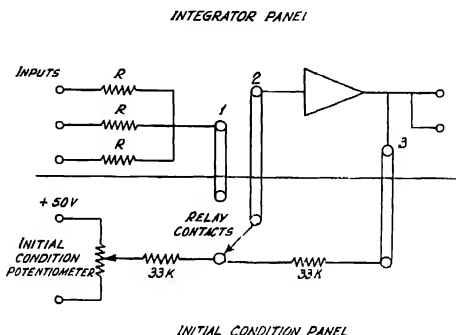 INTEGRATOR PANEL
INPUTS
R
R
R
1
2
3
+50V
RELAY
CONTACTS
INITIAL
CONDITION
POTENTIOMETER
33K
33K
INITIAL CONDITION PANEL